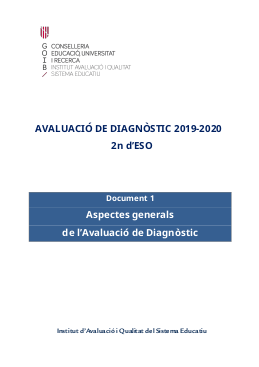 G
O
I
B
/
CONSELLERIA
EDUCACIÓ, UNIVERSITAT
I RECERCA
INSTITUT AVALUACIÓ I QUALITAT
SISTEMA EDUCATIU
AVALUACIÓ DE DIAGNÒSTIC 2019-2020
2n d’ESO
Document 1
Aspectes generals
de l’Avaluació de Diagnòstic
Institut d’Avaluació i Qualitat del Sistema Educatiu